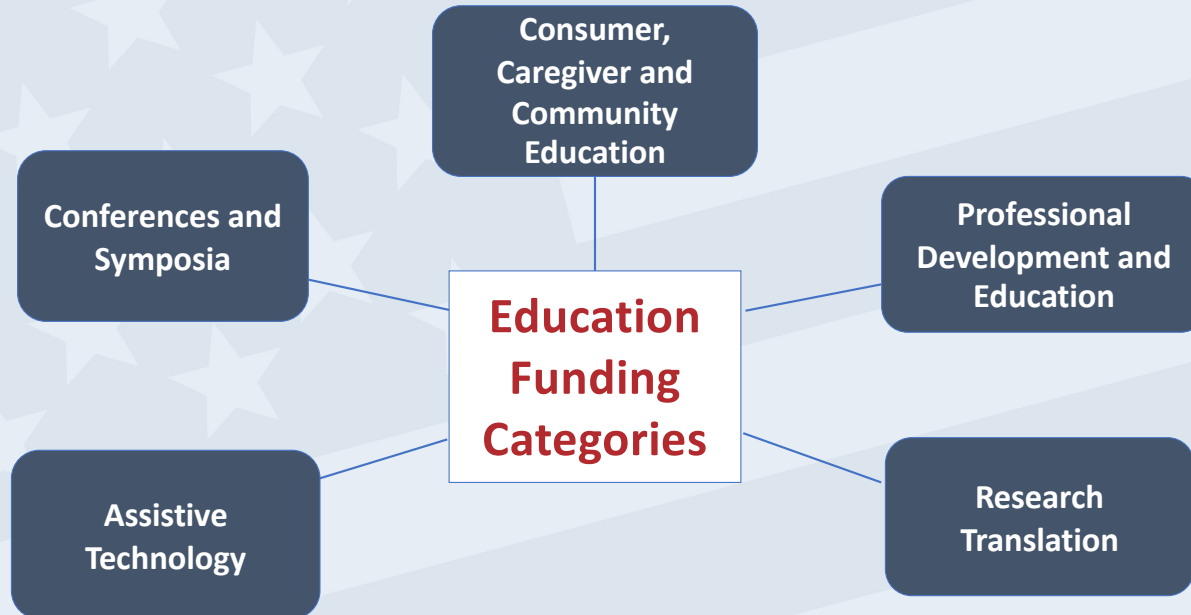 Consumer,
Caregiver and
Community
Education
Conferences and
Symposia
Professional
Development and
Education
Education
Funding
Categories
Assistive
Technology
Research
Translation